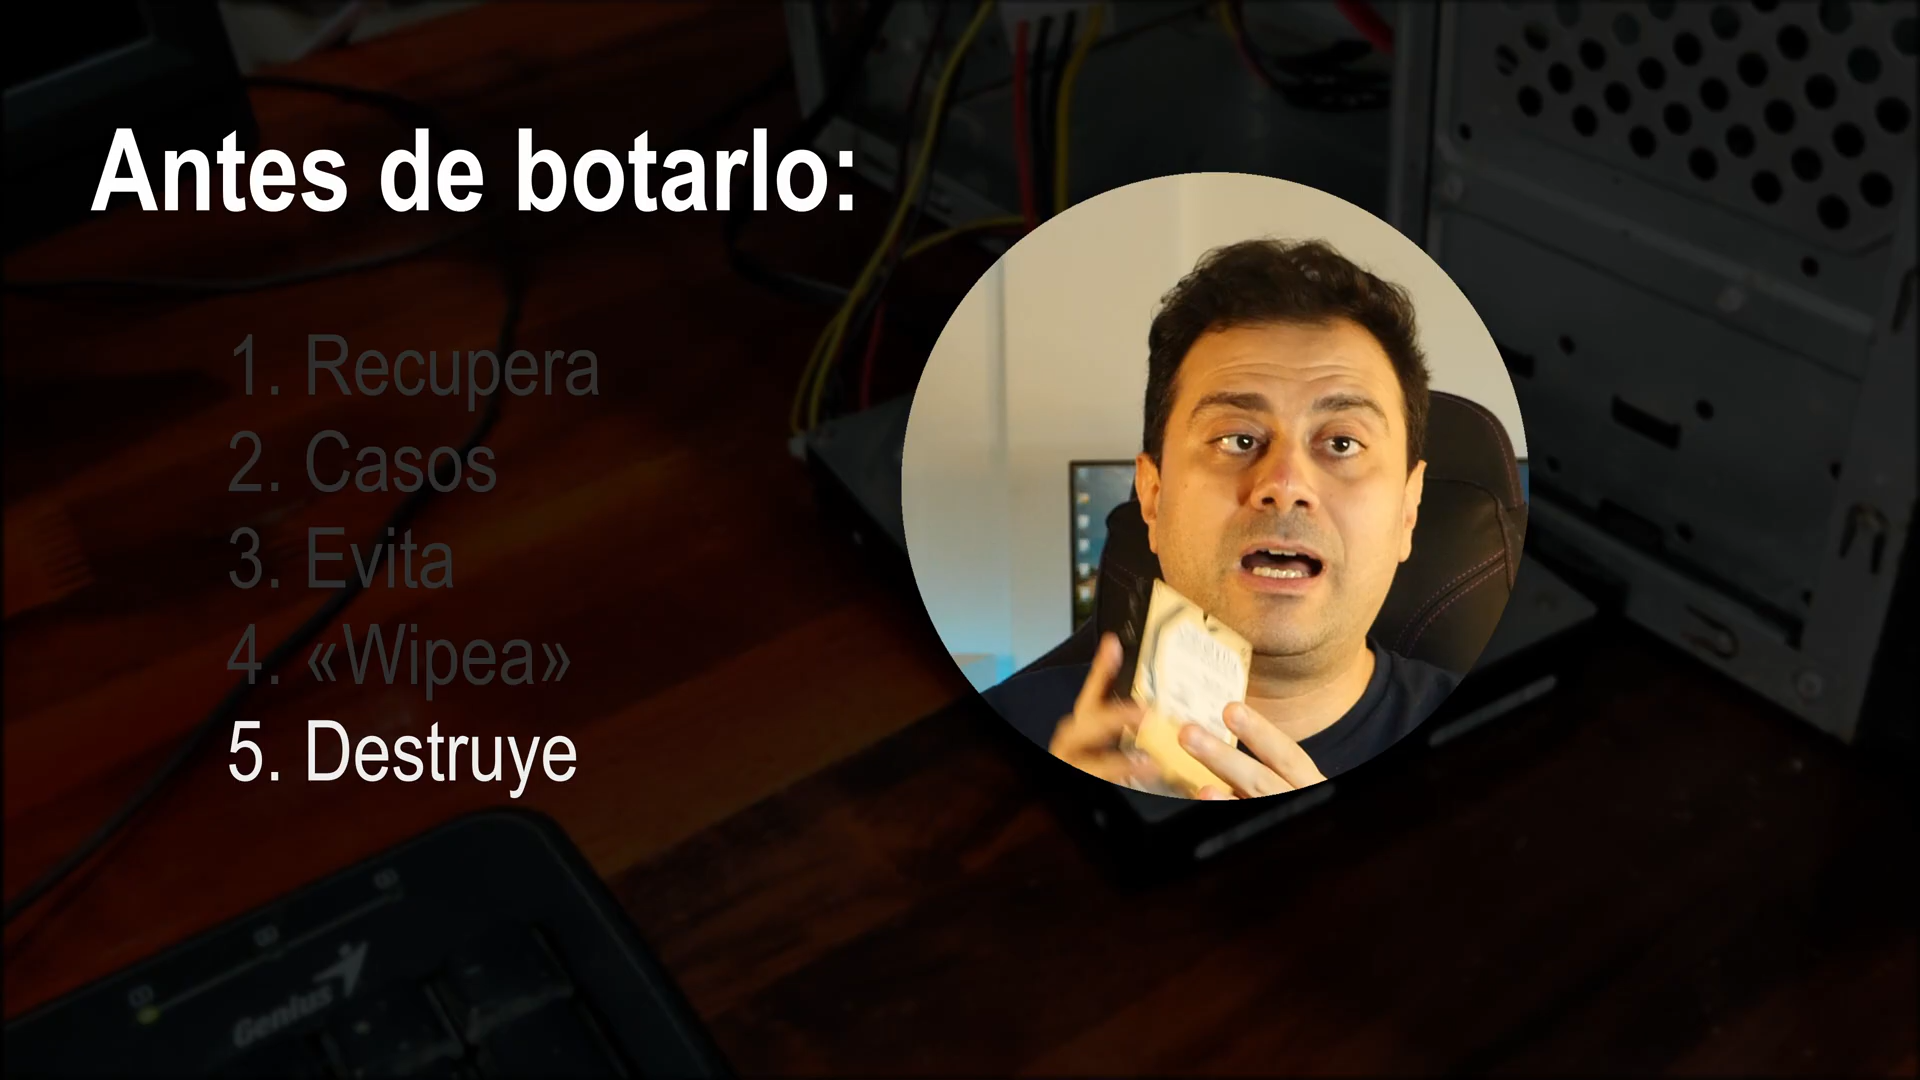 Antes de botarlo:
1. Recupera
2. Casos
3. Evita
4. «Wipea»
5. Destruye
Genius